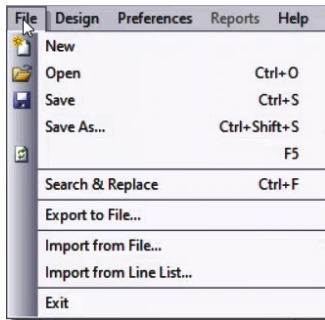 File Design Preferences Reports Help
New
Open Ctrl+O
Save Ctrl+S
Save As... Ctrl+Shift+S
F5
Search & Replace Ctrl+F
Export to File...
Import from File...
Import from Line List...
Exit